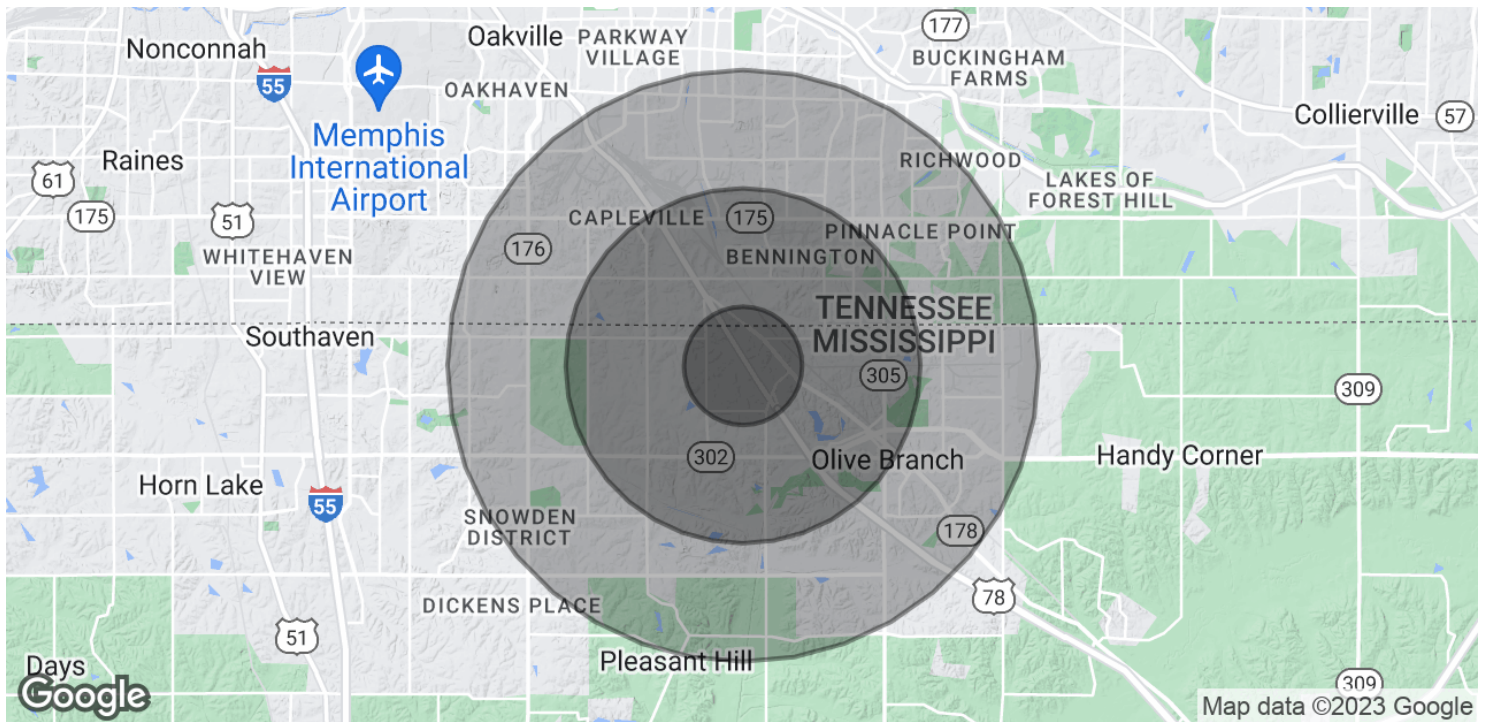 177
Oakville
PARKWAY
VILLAGE
Nonconnah
BUCKINGHAM
FARMS
55
OAKHAVEN
Collierville
57
Memphis
International
Airport
Raines
RICHWOOD
61
LAKES OF
FOREST HILL
175
51
CAPLEVILLE
175
PINNACLE POINT
176
BENNINGTON
WHITEHAVEN
VIEW
TENNESSEE
MISSISSIPPI
Southaven
305
309
302
Olive Branch
Handy Corner
Horn Lake
55
SNOWDEN
DISTRICT
178
78
DICKENS PLACE
51
Pleasant Hill
Days
309
Google
Map data ©2023 Google